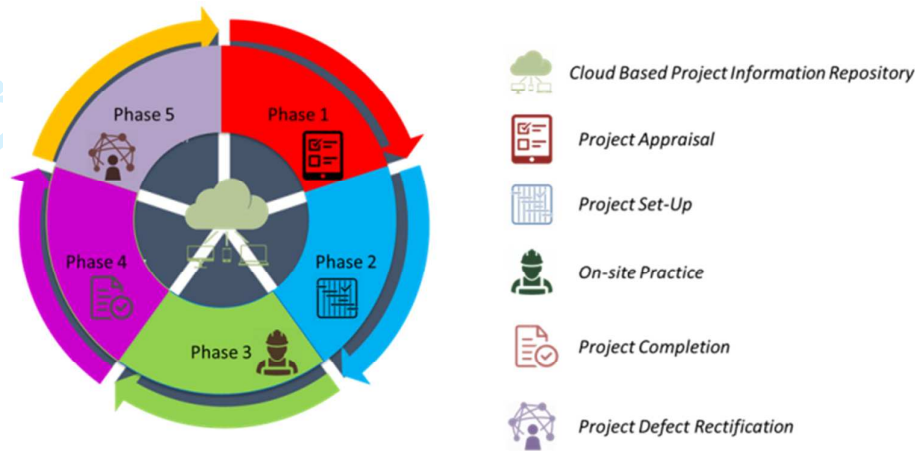 Phase 5
Phase 1
Phase 4
Phase 2
Phase 3
Cloud Based Project Information Repository
Project Appraisal
Project Set-Up
On-site Practice
Project Completion
Project Defect Rectification